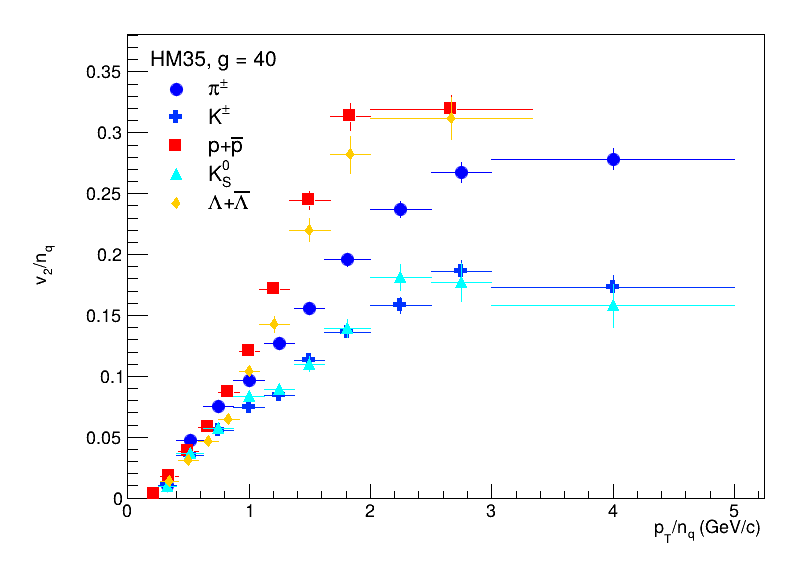 HM35, g = 40
π±
K±
p+p̅
K⁰S
Λ+Λ̅
v₂/nq
0.35
0.3
0.25
0.2
0.15
0.1
0.05
0
0 1 2 3 4 5
pT/nq (GeV/c)